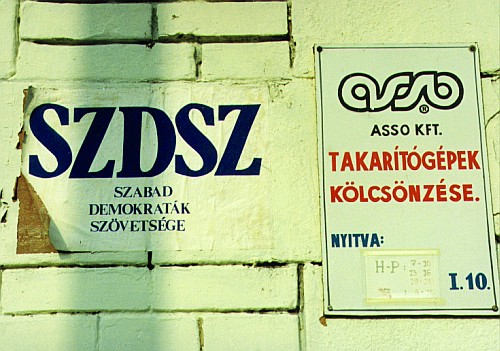 SZDSZ
SZABAD
DEMOKRATÁK
SZÖVETSÉGE
asso
®
ASSO KFT.
TAKARÍTÓGÉPEK
KÖLCSÖNZÉSE.
NYITVA:
H-P:
I.10.